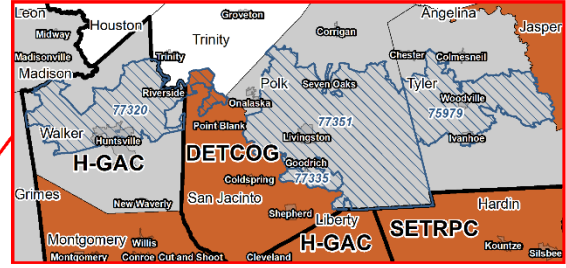 Leon
Midway
Houston
Groveton
Trinity
Corrigan
Angelina
Jasper
Madisonville
Madison
Trinity
Chester
Colmesneil
Riverside
Polk
Seven Oaks
Tyler
Onalaska
Woodville
77320
Point Blank
77351
75979
Walker
Huntsville
Livingston
Ivanhoe
H-GAC
DETCOG
Goodrich
Coldspring
77335
Grimes
New Waverly
San Jacinto
Shepherd
Liberty
Hardin
Montgomery
Willis
H-GAC
SETRPC
Kountze
Montgomery
Conroe
Cut and Shoot
Cleveland
Silsbee